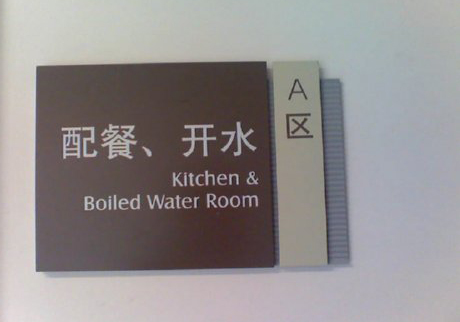 配餐、开水
Kitchen &
Boiled Water Room
A
区